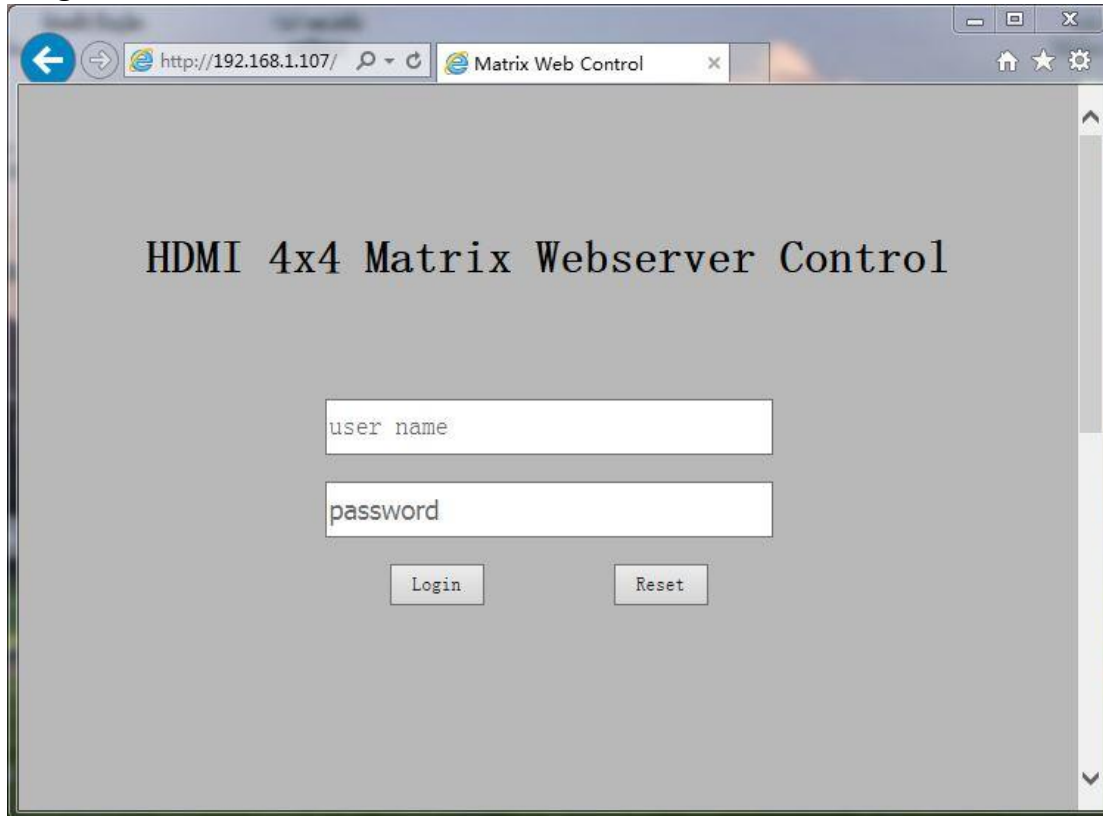 http://192.168.1.107/
Matrix Web Control
HDMI 4x4 Matrix Webserver Control
user name
password
Login
Reset